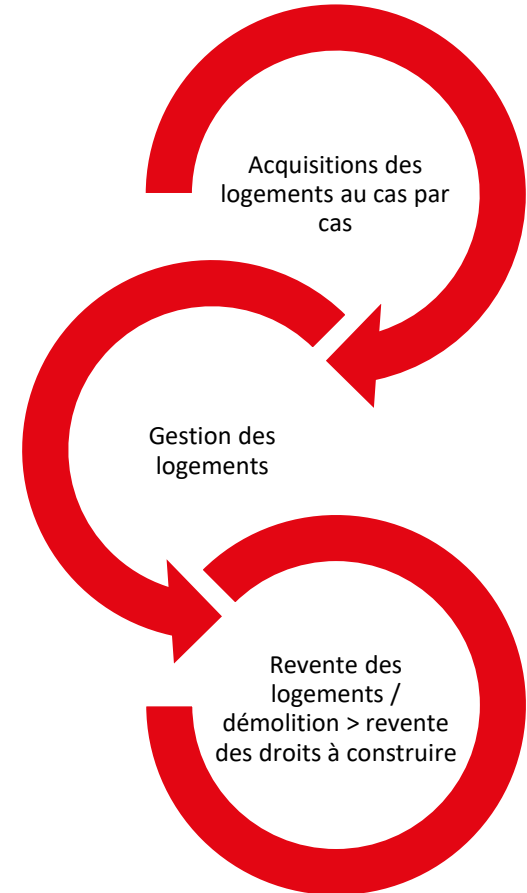 Acquisitions des
logements au cas par
cas
Gestion des
logements
Revente des
logements /
démolition > revente
des droits à construire